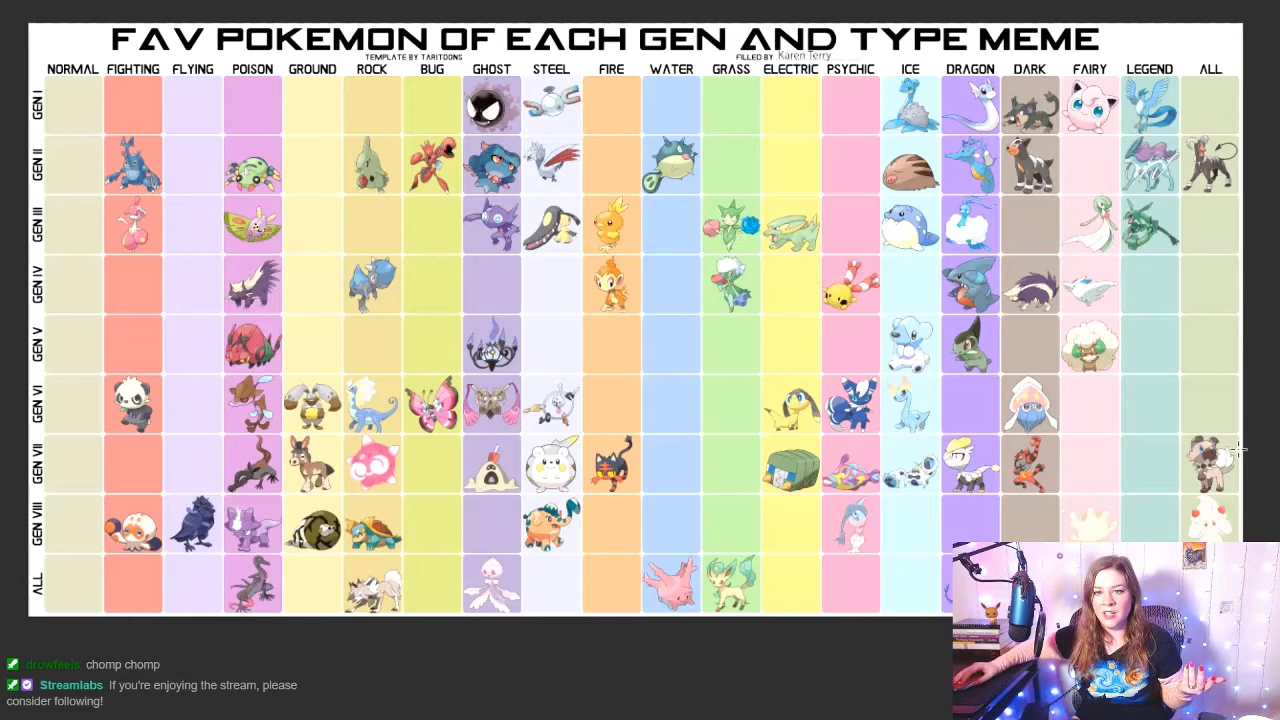 FAV POKEMON OF EACH GEN AND TYPE MEME
TEMPLATE BY TARITOONS
FILLED BY Karen Terry
NORMAL FIGHTING FLYING POISON GROUND ROCK BUG GHOST STEEL FIRE WATER GRASS ELECTRIC PSYCHIC ICE DRAGON DARK FAIRY LEGEND ALL
GEN I
GEN II
GEN III
GEN IV
GEN V
GEN VI
GEN VII
GEN VIII
ALL
drowfeels chomp chomp
Streamlabs If you're enjoying the stream, please
consider following!